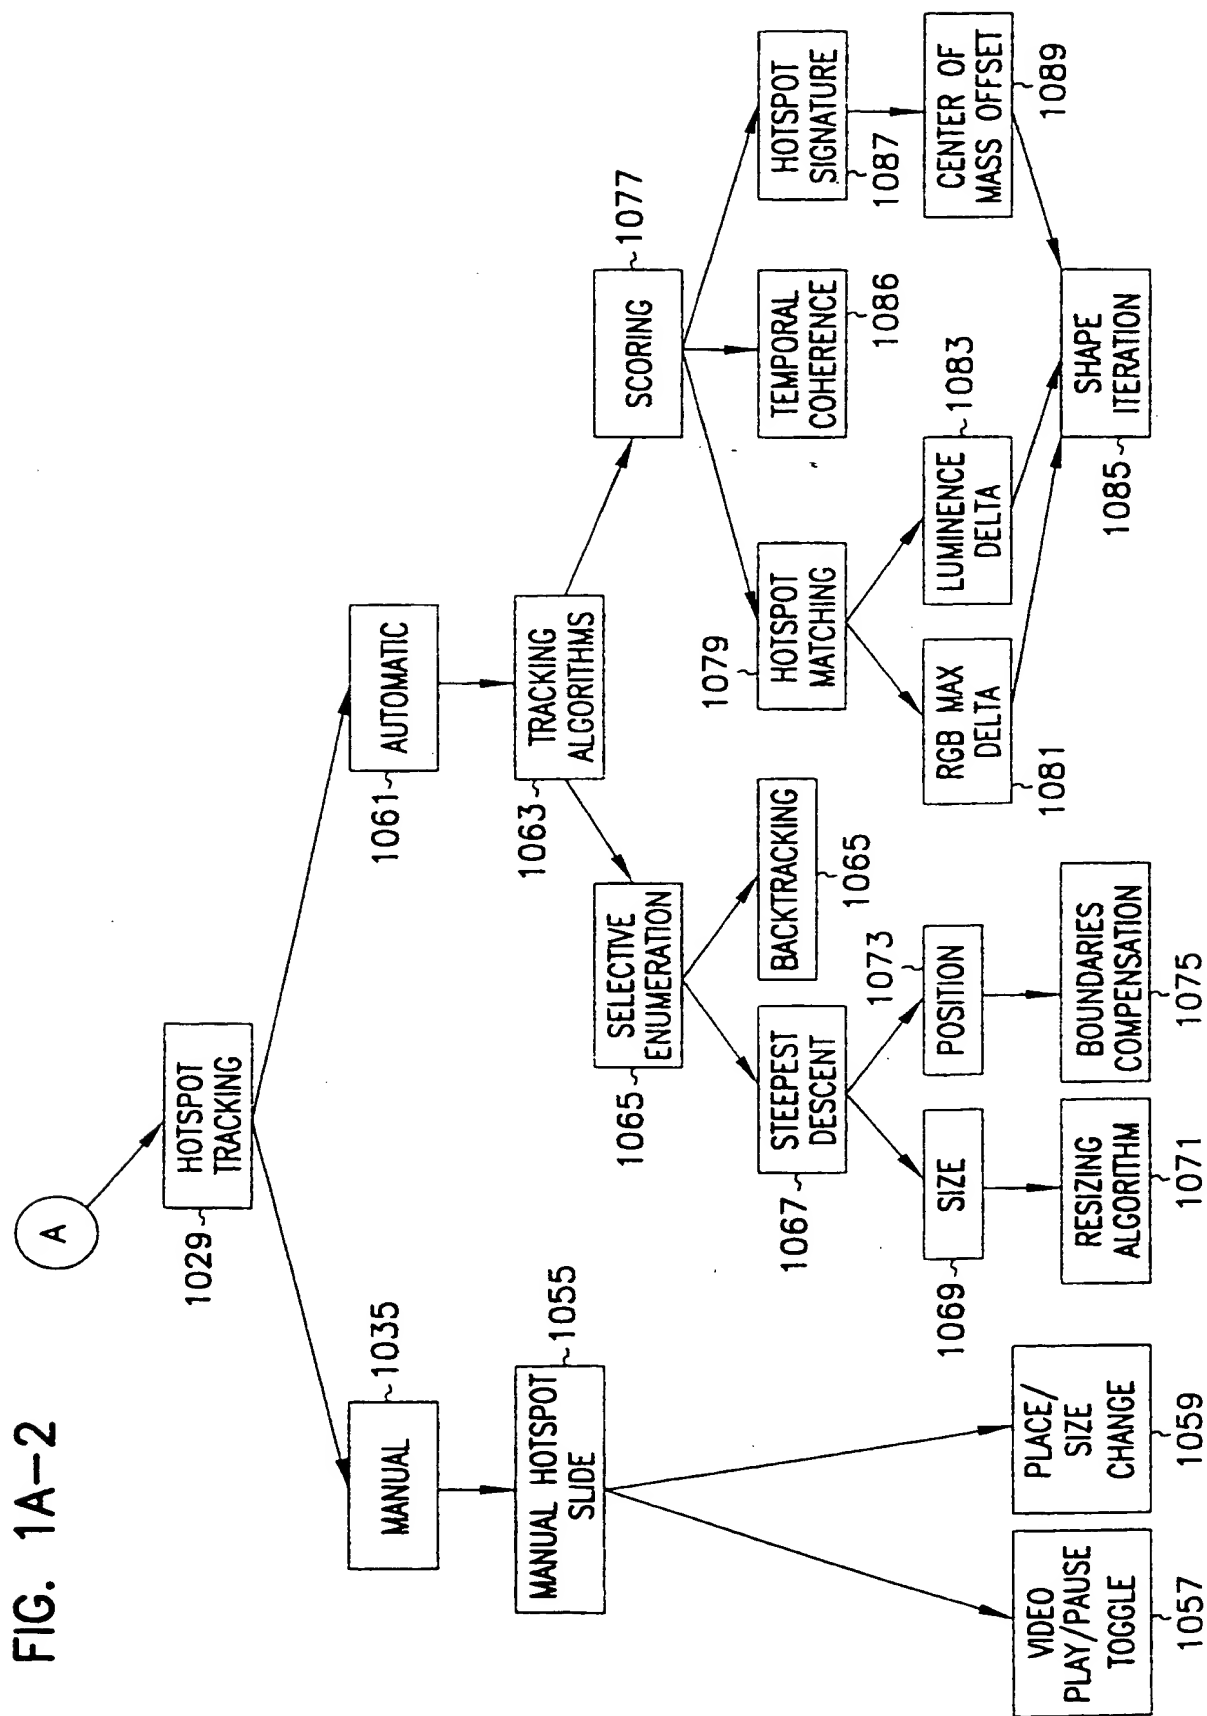 FIG. 1A-2
A
HOTSPOT
TRACKING
1029
MANUAL
1035
AUTOMATIC
1061
MANUAL HOTSPOT
SLIDE
1055
TRACKING
ALGORITHMS
1063
SELECTIVE
ENUMERATION
1065
SCORING
1077
STEEPEST
DESCENT
1067
BACKTRACKING
1065
HOTSPOT
MATCHING
1079
TEMPORAL
COHERENCE
1086
HOTSPOT
SIGNATURE
1087
SIZE
1069
POSITION
1073
RGB MAX
DELTA
1081
LUMINENCE
DELTA
1083
CENTER OF
MASS OFFSET
1089
VIDEO
PLAY/PAUSE
TOGGLE
1057
PLACE/
SIZE
CHANGE
1059
RESIZING
ALGORITHM
1071
BOUNDARIES
COMPENSATION
1075
SHAPE
ITERATION
1085